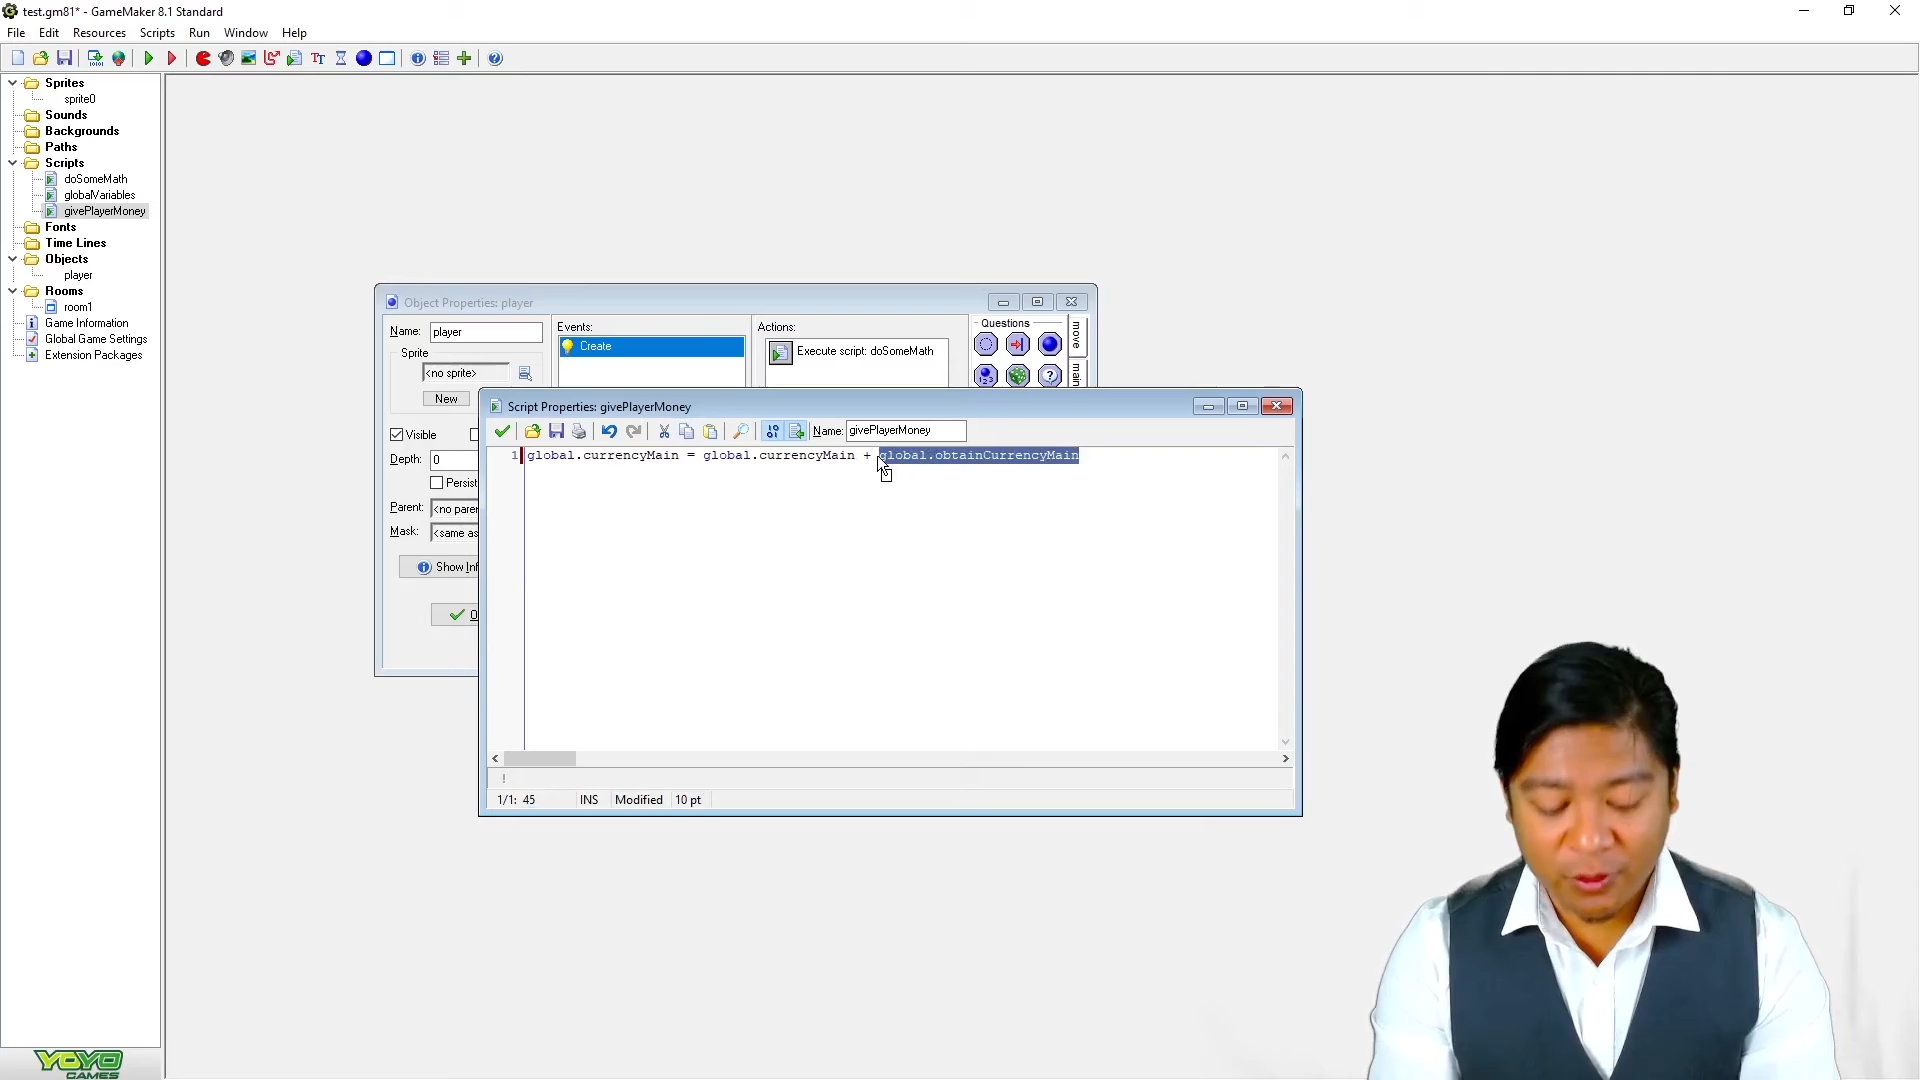 test.gm81* - GameMaker 8.1 Standard
File Edit Resources Scripts Run Window Help
Sprites
sprite0
Sounds
Backgrounds
Paths
Scripts
doSomeMath
globalVariables
givePlayerMoney
Fonts
Time Lines
Objects
player
Rooms
room1
Game Information
Global Game Settings
Extension Packages
YOYO
GAMES
Object Properties: player
Name: player
Sprite
<no sprite>
New
Visible
Depth: 0
Persist
Parent: <no paren
Mask: <same as
Show Inf
O
Events:
Create
Actions:
Execute script: doSomeMath
Questions
move
main
Script Properties: givePlayerMoney
Name: givePlayerMoney
1 global.currencyMain = global.currencyMain + global.obtainCurrencyMain
1/1: 45 INS Modified 10 pt